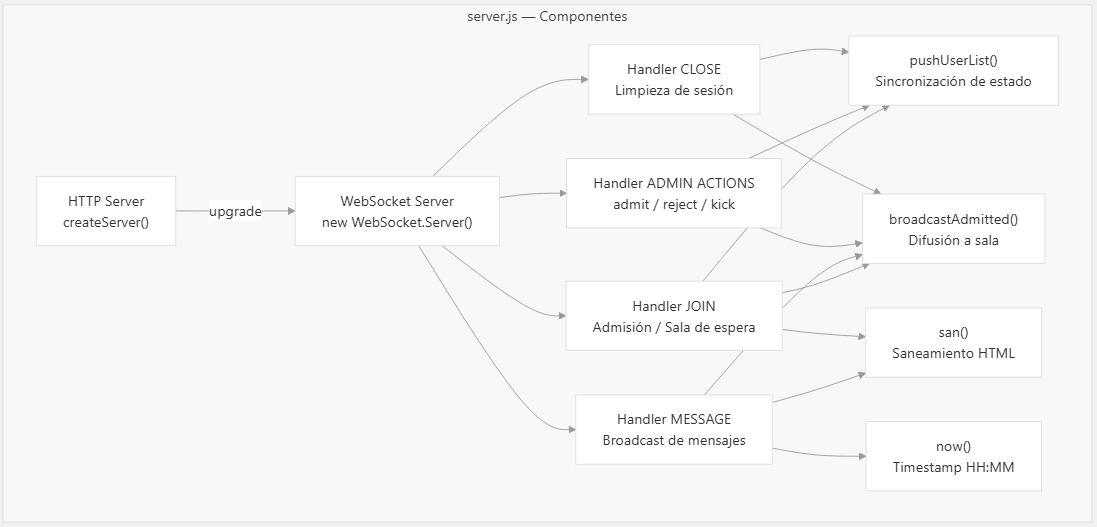 server.js — Componentes
HTTP Server
createServer()
upgrade
WebSocket Server
new WebSocket.Server()
Handler CLOSE
Limpieza de sesión
Handler ADMIN ACTIONS
admit / reject / kick
Handler JOIN
Admisión / Sala de espera
Handler MESSAGE
Broadcast de mensajes
pushUserList()
Sincronización de estado
broadcastAdmitted()
Difusión a sala
san()
Saneamiento HTML
now()
Timestamp HH:MM